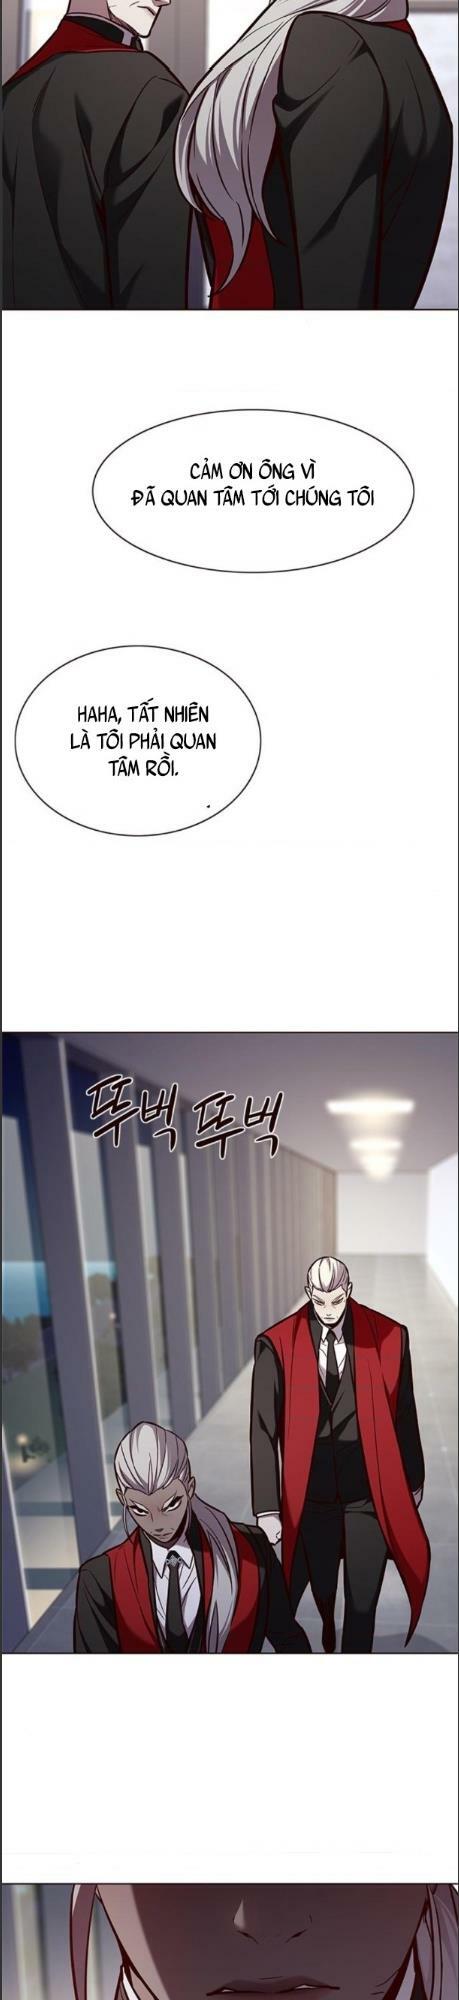 CẢM ƠN ÔNG VÌ
ĐÃ QUAN TÂM TỚI CHÚNG TÔI
HAHA, TẤT NHIÊN
LÀ TÔI PHẢI QUAN
TÂM RỒI.
뚜벅 뚜벅